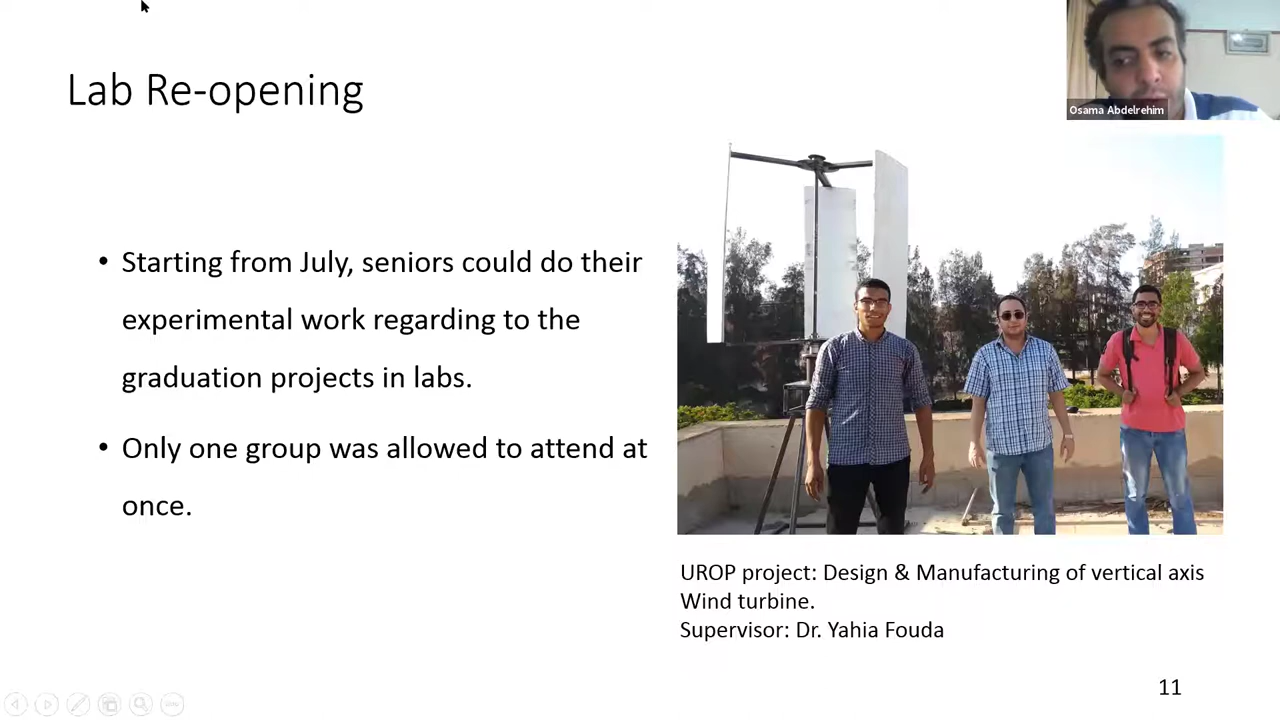 Lab Re-opening
Osama Abdelrehim
• Starting from July, seniors could do their
experimental work regarding to the
graduation projects in labs.
• Only one group was allowed to attend at
once.
UROP project: Design & Manufacturing of vertical axis
Wind turbine.
Supervisor: Dr. Yahia Fouda
11